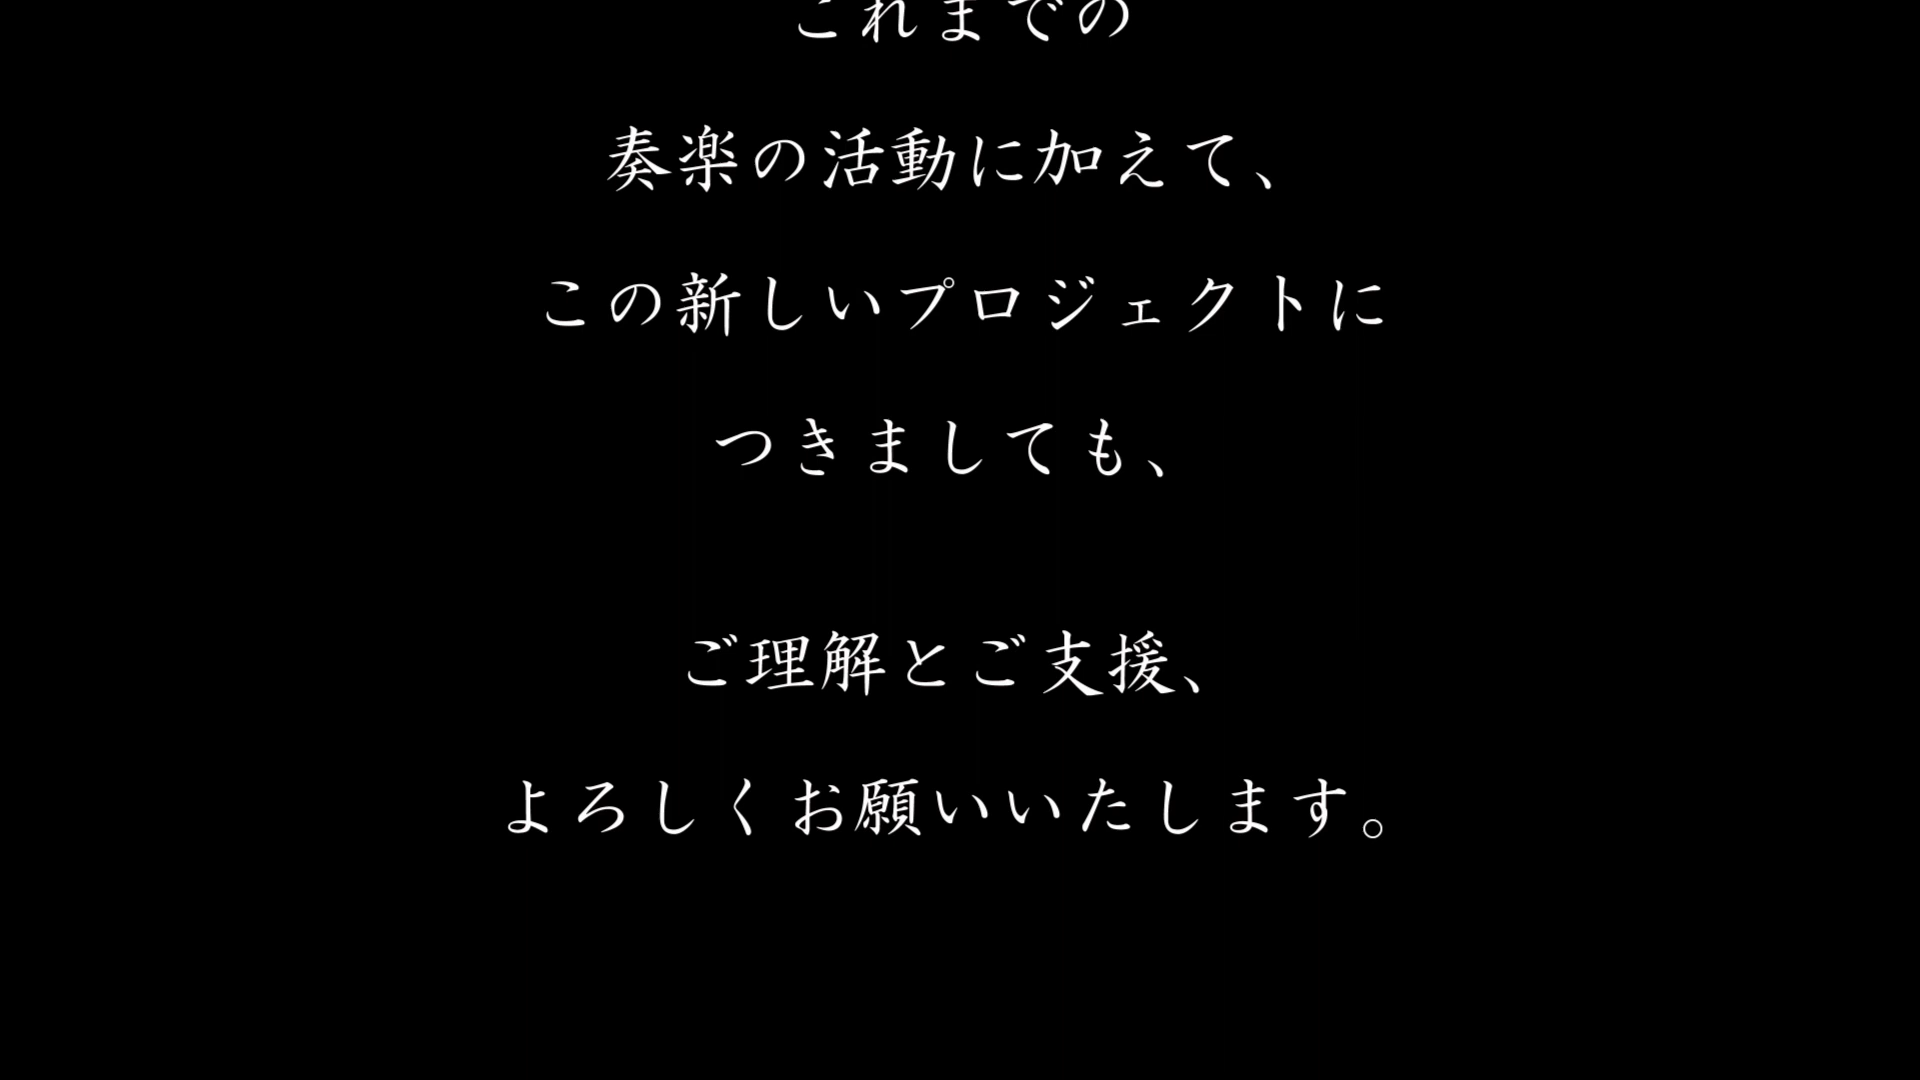 これまでの
奏楽の活動に加えて、
この新しいプロジェクトに
つきましても、
ご理解とご支援、
よろしくお願いいたします。